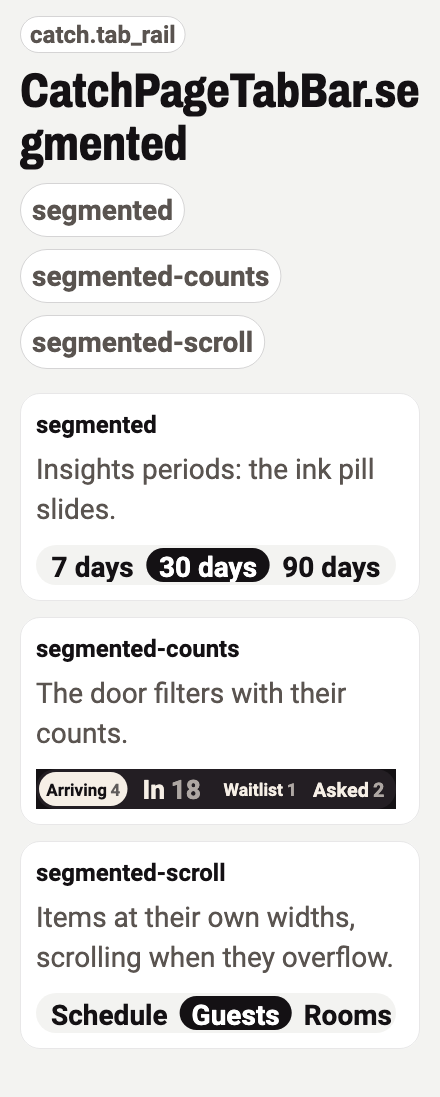 catch.tab_rail
CatchPageTabBar.se
gmented
segmented
segmented-counts
segmented-scroll
segmented
Insights periods: the ink pill
slides.
7 days 30 days 90 days
segmented-counts
The door filters with their
counts.
Arriving 4 In 18 Waitlist 1 Asked 2
segmented-scroll
Items at their own widths,
scrolling when they overflow.
Schedule Guests Rooms